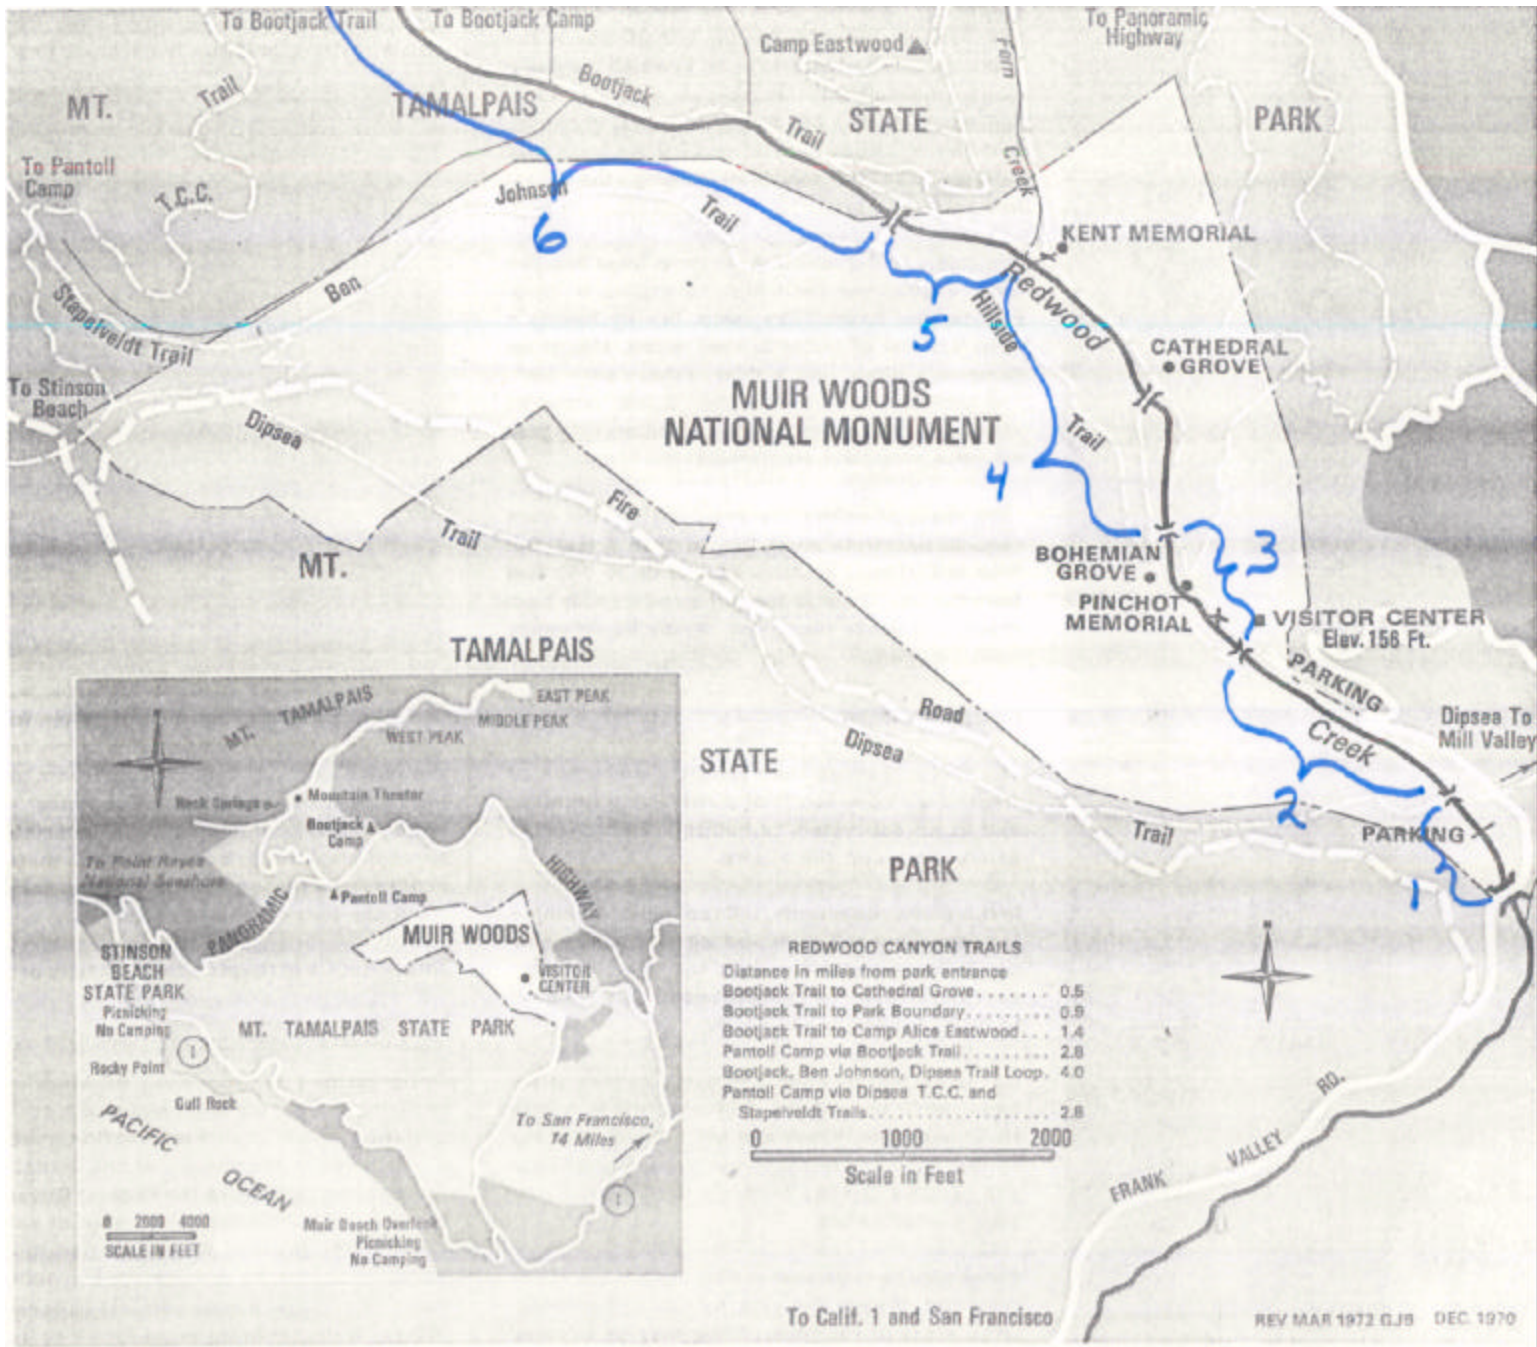 To Bootjack Trail
To Bootjack Camp
To Panoramic
Highway
Camp Eastwood
Fern
Creek
Bootjack
Trail
MT.
TAMALPAIS
STATE
PARK
Trail
To Pantoll
Camp
T.C.C.
Johnson
Trail
6
KENT MEMORIAL
Ben
Stapelveldt Trail
Redwood
5
Hillside
Trail
CATHEDRAL
GROVE
To Stinson
Beach
MUIR WOODS
NATIONAL MONUMENT
Dipsea
Trail
Fire
4
3
BOHEMIAN
GROVE
PINCHOT
MEMORIAL
VISITOR CENTER
Elev. 156 Ft.
MT.
TAMALPAIS
PARKING
Road
Dipsea
STATE
Creek
Dipsea To
Mill Valley
2
Trail
PARKING
PARK
1
MT. TAMALPAIS
EAST PEAK
MIDDLE PEAK
WEST PEAK
Rock Springs
Mountain Theater
Bootjack
Camp
To Point Reyes
National Seashore
Pantoll Camp
PANORAMIC
HIGHWAY
MUIR WOODS
VISITOR
CENTER
STINSON
BEACH
STATE PARK
Picnicking
No Camping
MT. TAMALPAIS STATE PARK
1
Rocky Point
Gull Rock
To San Francisco,
14 Miles
PACIFIC
OCEAN
1
0 2000 4000
SCALE IN FEET
Muir Beach Overlook
Picnicking
No Camping
REDWOOD CANYON TRAILS
Distance in miles from park entrance
Bootjack Trail to Cathedral Grove....... 0.5
Bootjack Trail to Park Boundary........ 0.9
Bootjack Trail to Camp Alice Eastwood... 1.4
Pantoll Camp via Bootjack Trail......... 2.8
Bootjack, Ben Johnson, Dipsea Trail Loop. 4.0
Pantoll Camp via Dipsea T.C.C. and
Stapelveldt Trails.................. 2.8
0 1000 2000
Scale in Feet
FRANK VALLEY RD.
To Calif. 1 and San Francisco
REV MAR 1972 GJB DEC. 1970